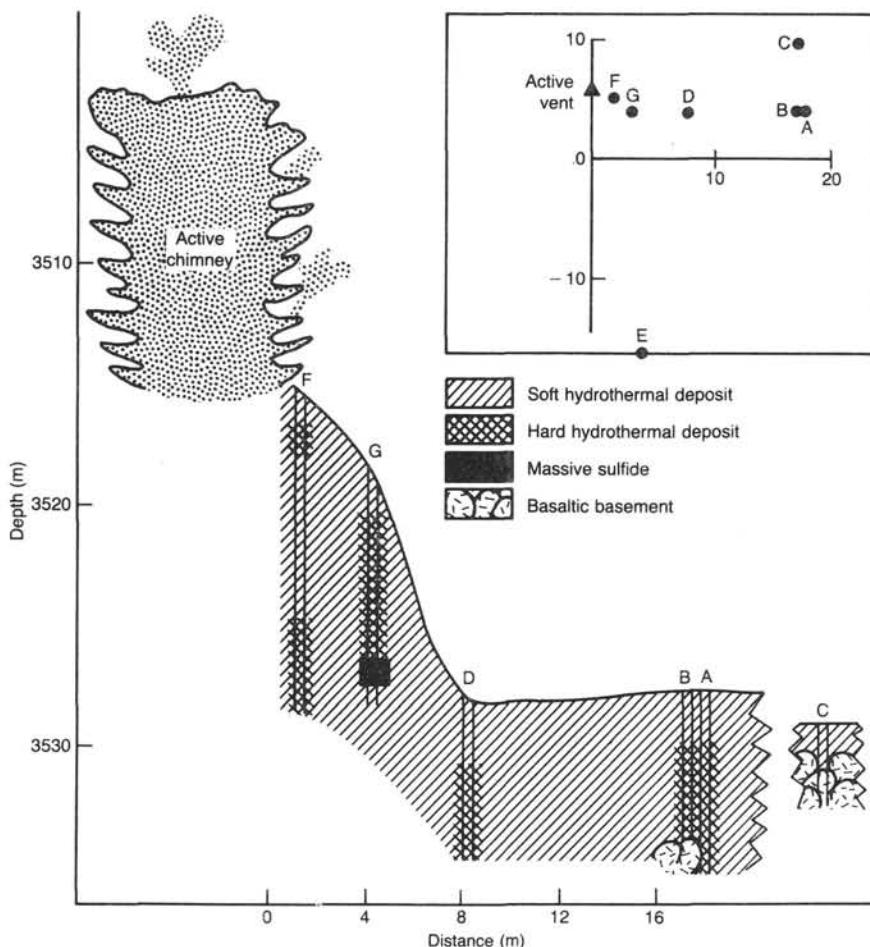 10
C
Active
vent
F
G
D
B
A
.0
10
20
– 10
E
Active
chimney
3510
F
Soft hydrothermal deposit
Hard hydrothermal deposit
Massive sulfide
Basaltic basement
G
Depth (m)
3520
D
B A
C
3530
0 4 8 12 16
Distance (m)